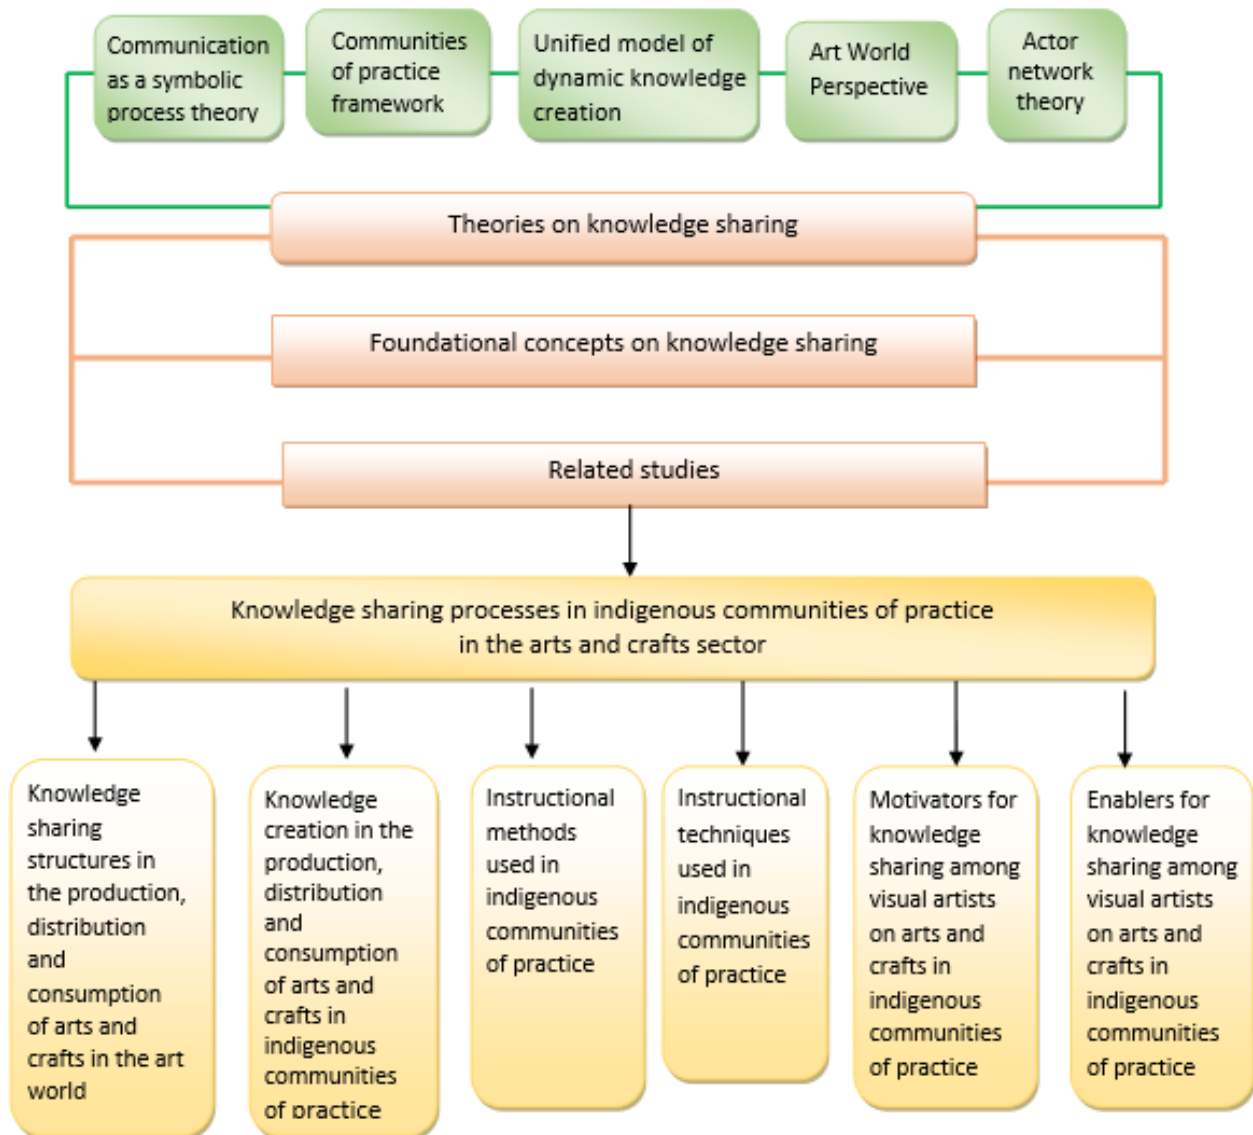 Communication
as a symbolic
process theory
Communities
of practice
framework
Unified model of
dynamic knowledge
creation
Art World
Perspective
Actor
network
theory
Theories on knowledge sharing
Foundational concepts on knowledge sharing
Related studies
Knowledge sharing processes in indigenous communities of practice
in the arts and crafts sector
Knowledge
sharing
structures in
the production,
distribution
and
consumption
of arts and
crafts in the art
world
Knowledge
creation in the
production,
distribution
and
consumption
of arts and
crafts in
indigenous
communities
of practice
Instructional
methods
used in
indigenous
communities
of practice
Instructional
techniques
used in
indigenous
communities
of practice
Motivators for
knowledge
sharing among
visual artists
on arts and
crafts in
indigenous
communities
of practice
Enablers for
knowledge
sharing among
visual artists
on arts and
crafts in
indigenous
communities
of practice